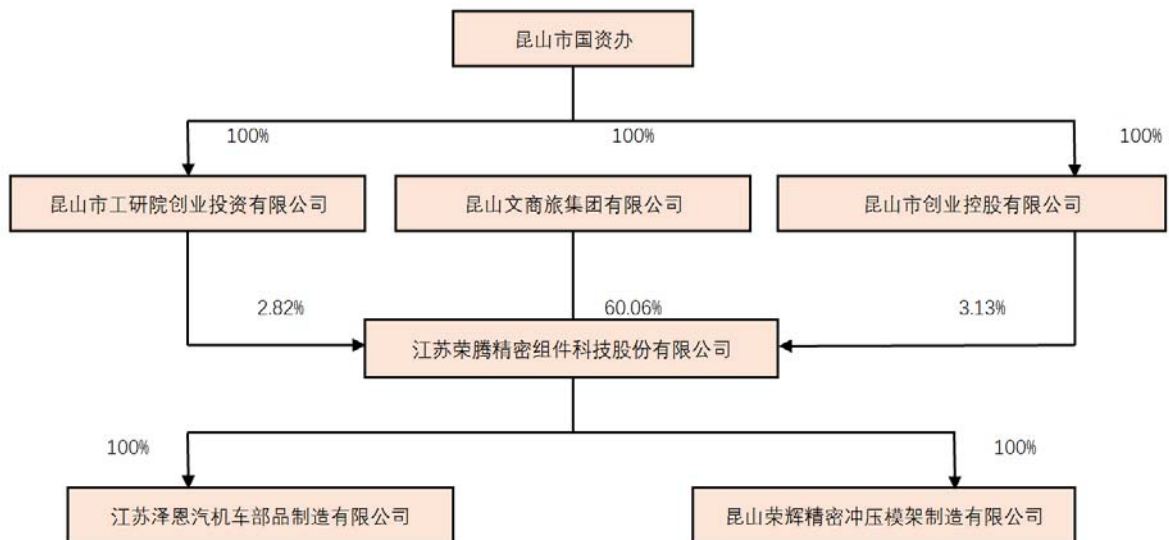 昆山市国资办
100%
100%
100%
昆山市工研院创业投资有限公司
昆山文商旅集团有限公司
昆山市创业控股有限公司
2.82%
60.06%
3.13%
江苏荣腾精密组件科技股份有限公司
100%
100%
江苏泽恩汽机车部品制造有限公司
昆山荣辉精密冲压模架制造有限公司